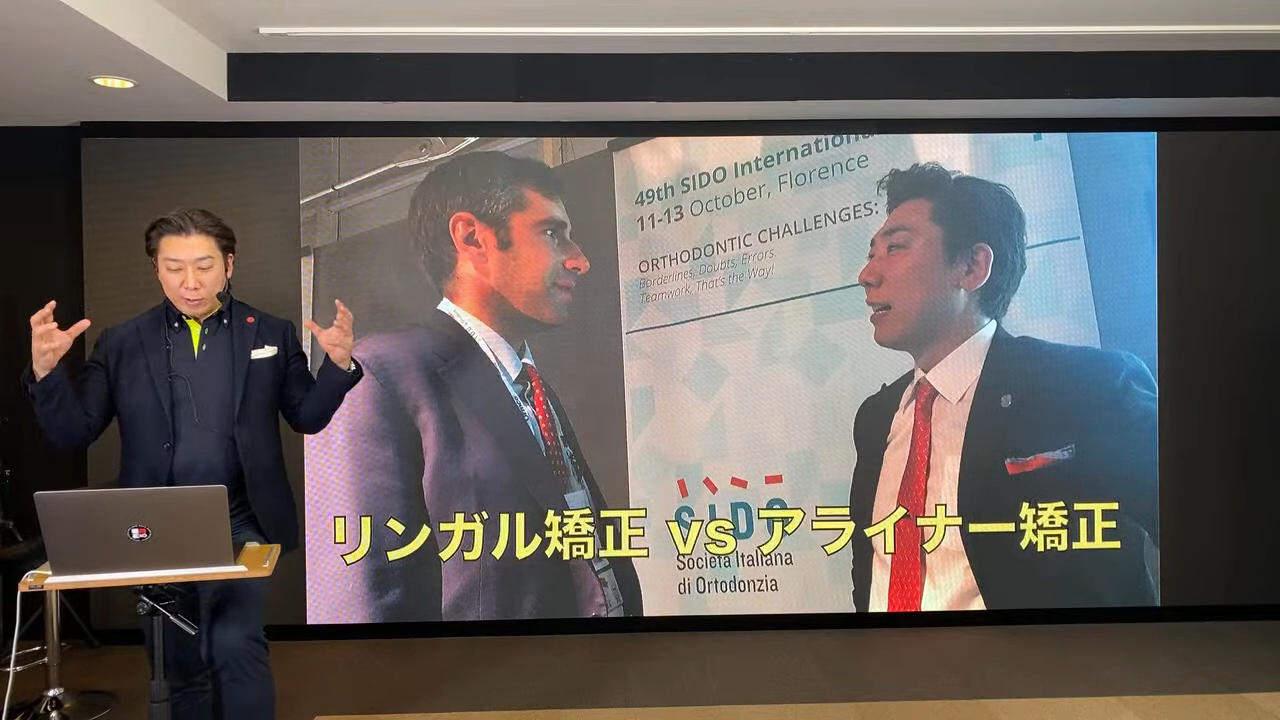 49th SIDO International
11-13 October, Florence
ORTHODONTIC CHALLENGES:
Borderlines, Doubts, Errors
Teamwork, That's the Way!
SIDO
リンガル矯正 vs アライナー矯正
Società Italiana
di Ortodonzia